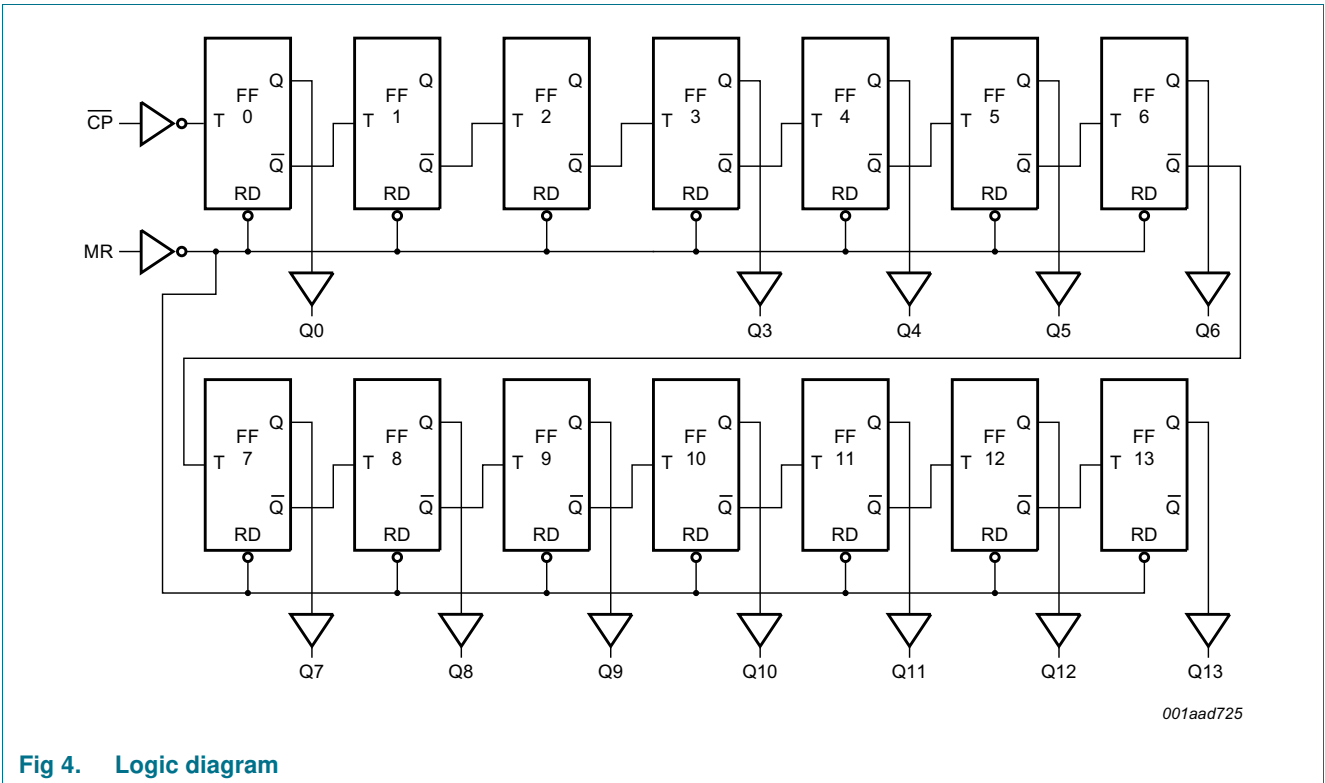 Q Q Q Q Q Q Q
FF FF FF FF FF FF FF
C̅P̅ T 0 T 1 T 2 T 3 T 4 T 5 T 6
Q̅ Q̅ Q̅ Q̅ Q̅ Q̅ Q̅
RD RD RD RD RD RD RD
MR
Q0 Q3 Q4 Q5 Q6
Q Q Q Q Q Q Q
FF FF FF FF FF FF FF
T 7 T 8 T 9 T 10 T 11 T 12 T 13
Q̅ Q̅ Q̅ Q̅ Q̅ Q̅
RD RD RD RD RD RD RD
Q7 Q8 Q9 Q10 Q11 Q12 Q13
001aad725
Fig 4. Logic diagram